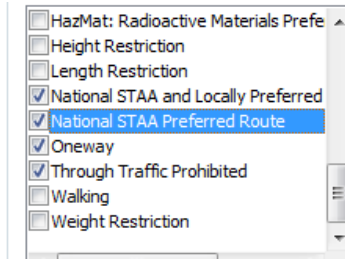 HazMat: Radioactive Materials Prefe
Height Restriction
Length Restriction
National STAA and Locally Preferred
National STAA Preferred Route
Oneway
Through Traffic Prohibited
Walking
Weight Restriction